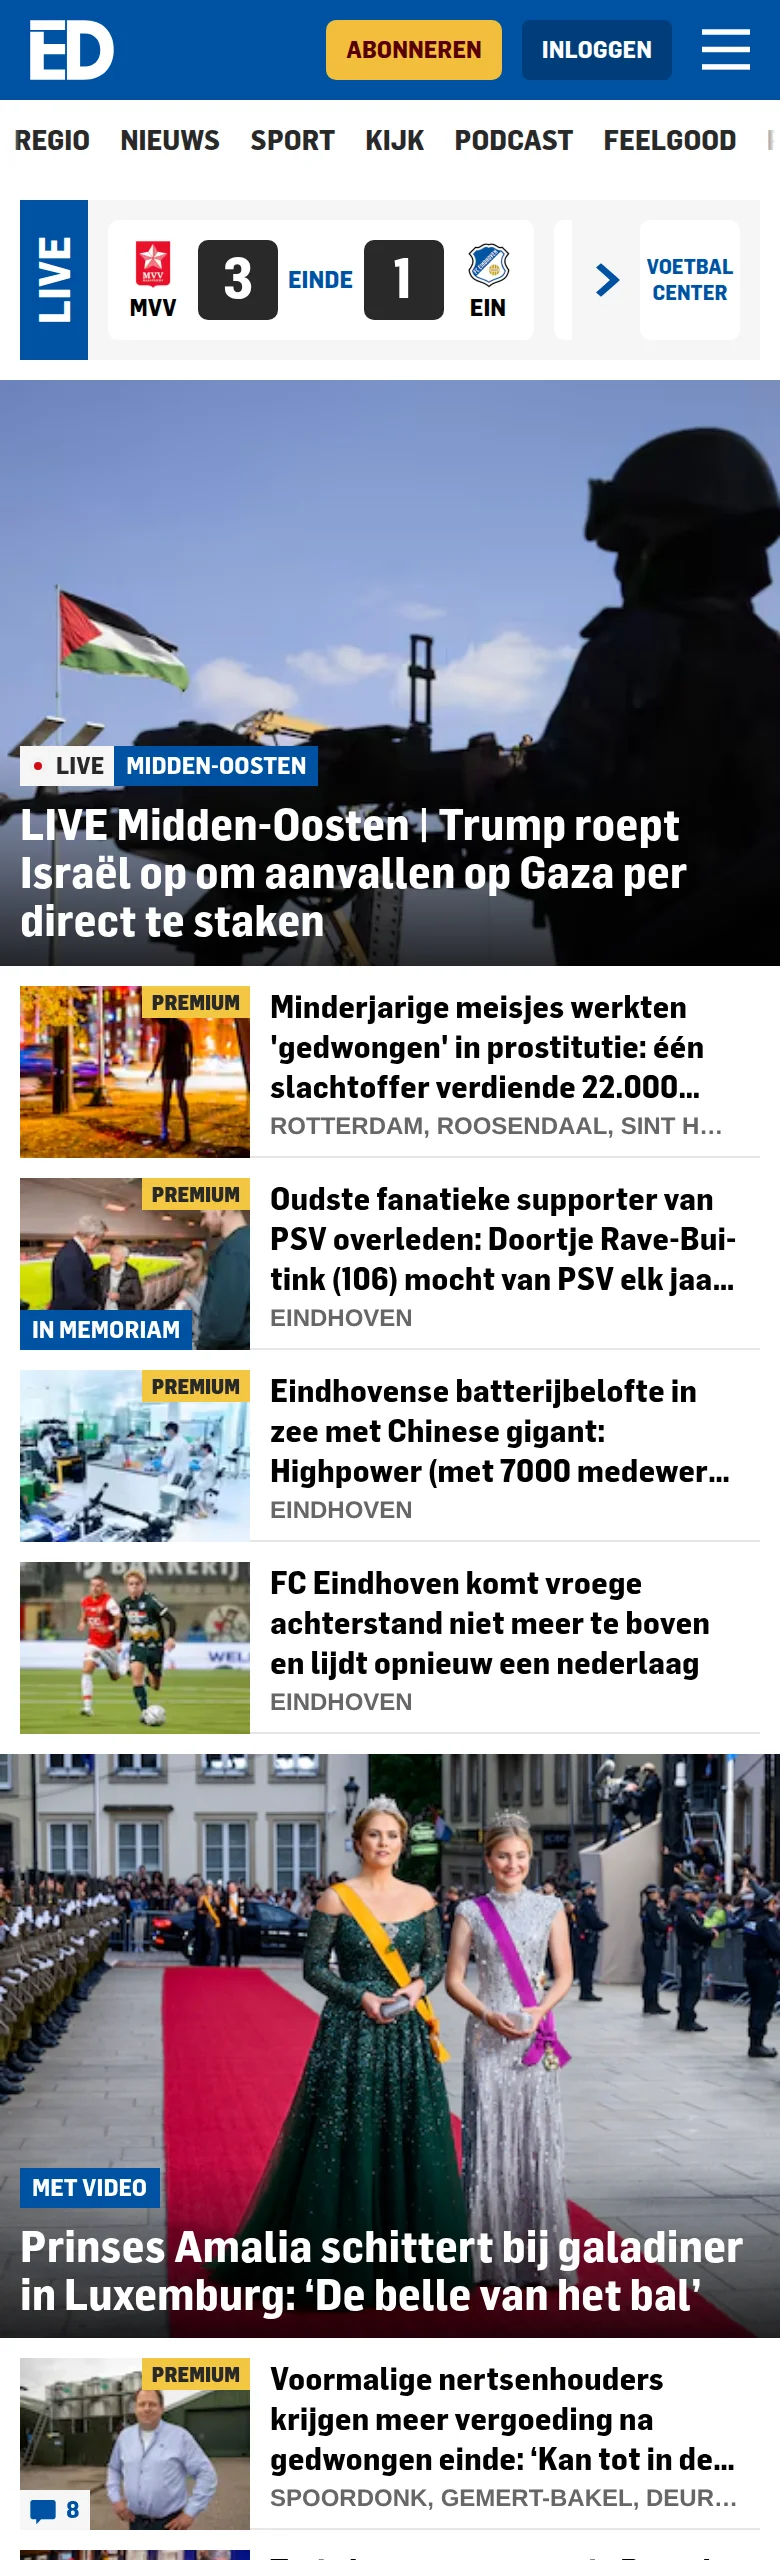 ED
ABONNEREN
INLOGGEN
REGIO NIEUWS SPORT KIJK PODCAST FEELGOOD
LIVE
MVV
3
EINDE
1
EIN
VOETBAL
CENTER
LIVE
MIDDEN-OOSTEN
LIVE Midden-Oosten | Trump roept
Israël op om aanvallen op Gaza per
direct te staken
PREMIUM
Minderjarige meisjes werkten
'gedwongen' in prostitutie: één
slachtoffer verdiende 22.000...
ROTTERDAM, ROOSENDAAL, SINT H...
PREMIUM
IN MEMORIAM
Oudste fanatieke supporter van
PSV overleden: Doortje Rave-Bui-
tink (106) mocht van PSV elk jaa...
EINDHOVEN
PREMIUM
Eindhovense batterijbelofte in
zee met Chinese gigant:
Highpower (met 7000 medewer...
EINDHOVEN
FC Eindhoven komt vroege
achterstand niet meer te boven
en lijdt opnieuw een nederlaag
EINDHOVEN
MET VIDEO
Prinses Amalia schittert bij galadiner
in Luxemburg: ‘De belle van het bal’
PREMIUM
8
Voormalige nertsenhouders
krijgen meer vergoeding na
gedwongen einde: ‘Kan tot in de...
SPOORDONK, GEMERT-BAKEL, DEUR...